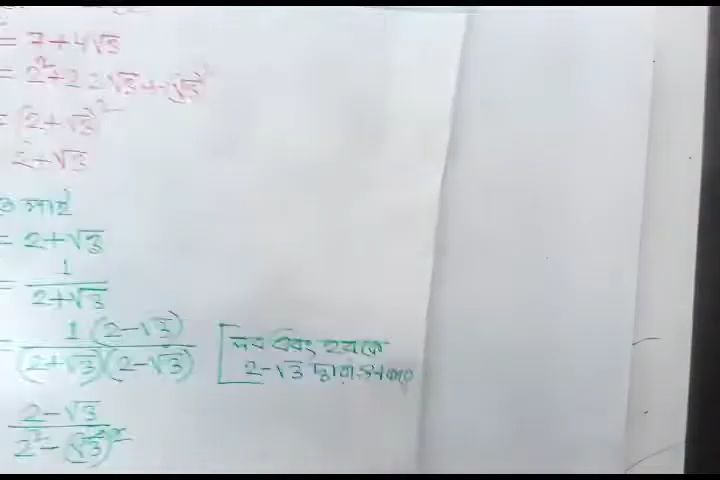 = 7+4√3
= 2²+2.2√3+(√3)²
= (2+√3)²
2+√3
পাই
= 2+√3
= 1/(2+√3)
= 1(2-√3)/((2+√3)(2-√3)) [লব এবং হরকে
2-√3 দ্বারা গুণ করে
(2-√3)/(2²-(√3)²)